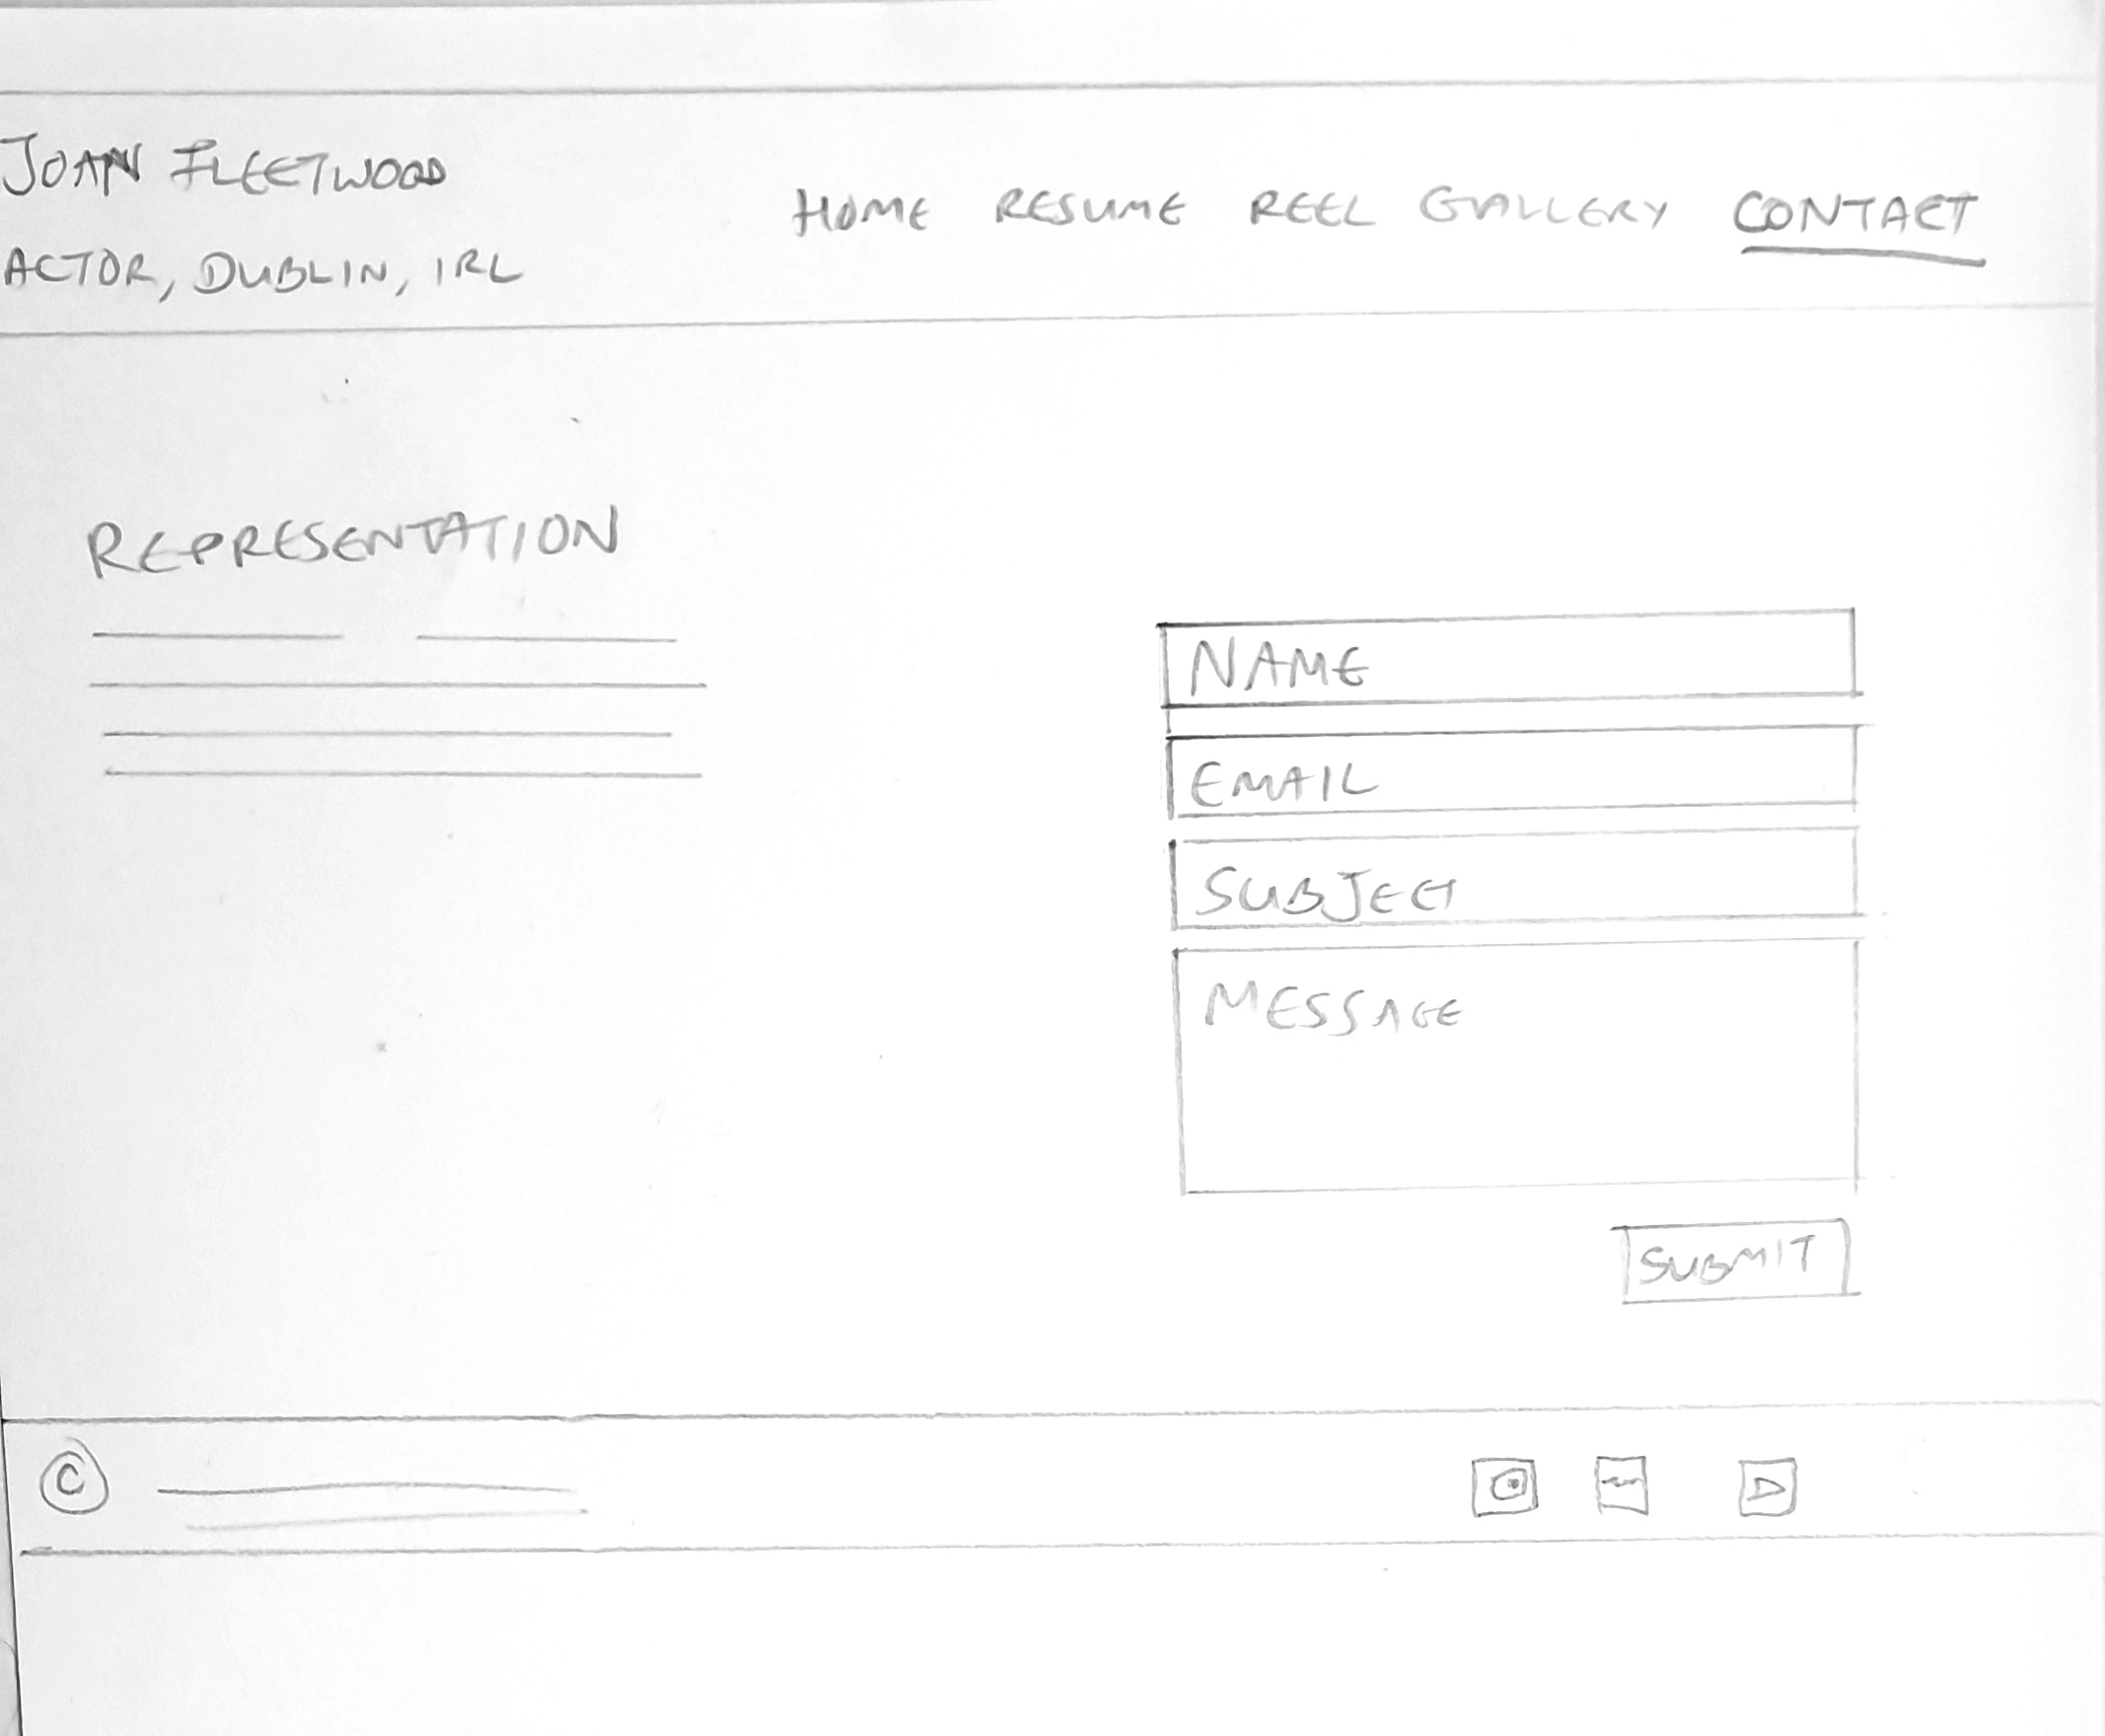 JOAN FLEETWOOD
ACTOR, DUBLIN, IRL
HOME RESUME REEL GALLERY CONTACT
REPRESENTATION
NAME
EMAIL
SUBJECT
MESSAGE
SUBMIT
©